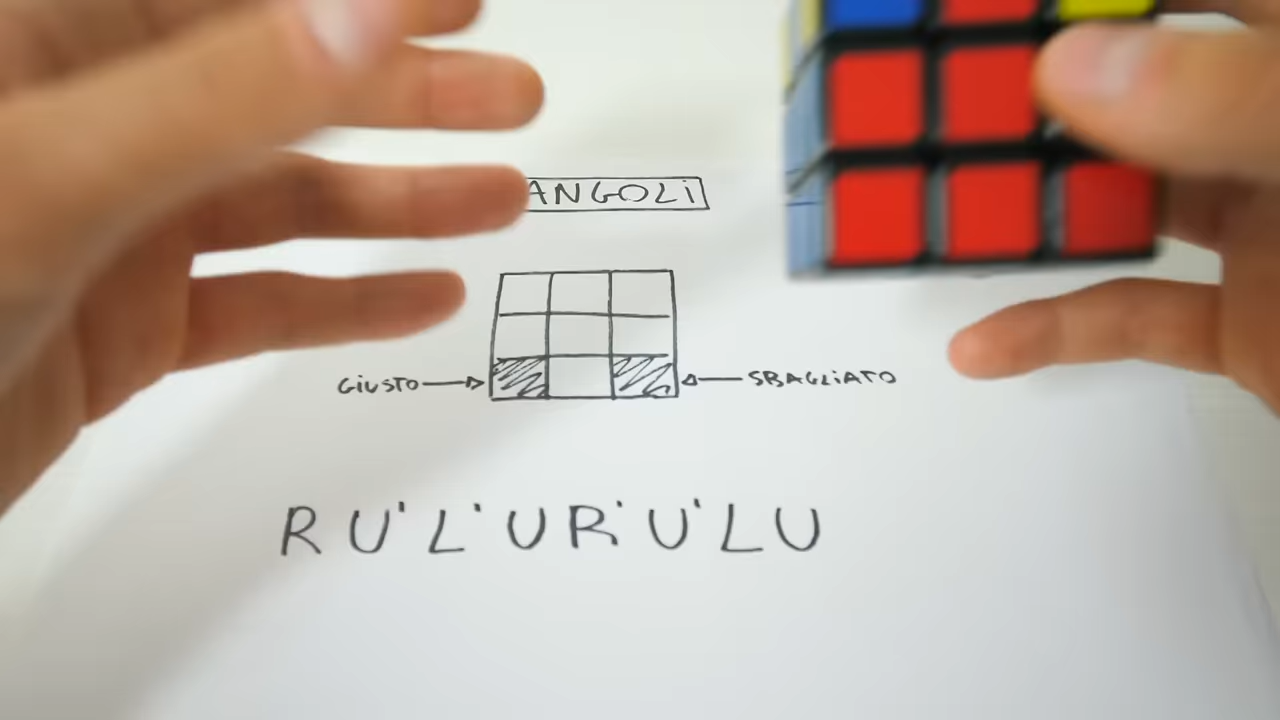 ANGOLI
GIUSTO
SBAGLIATO
R U' L' U R' U' L U